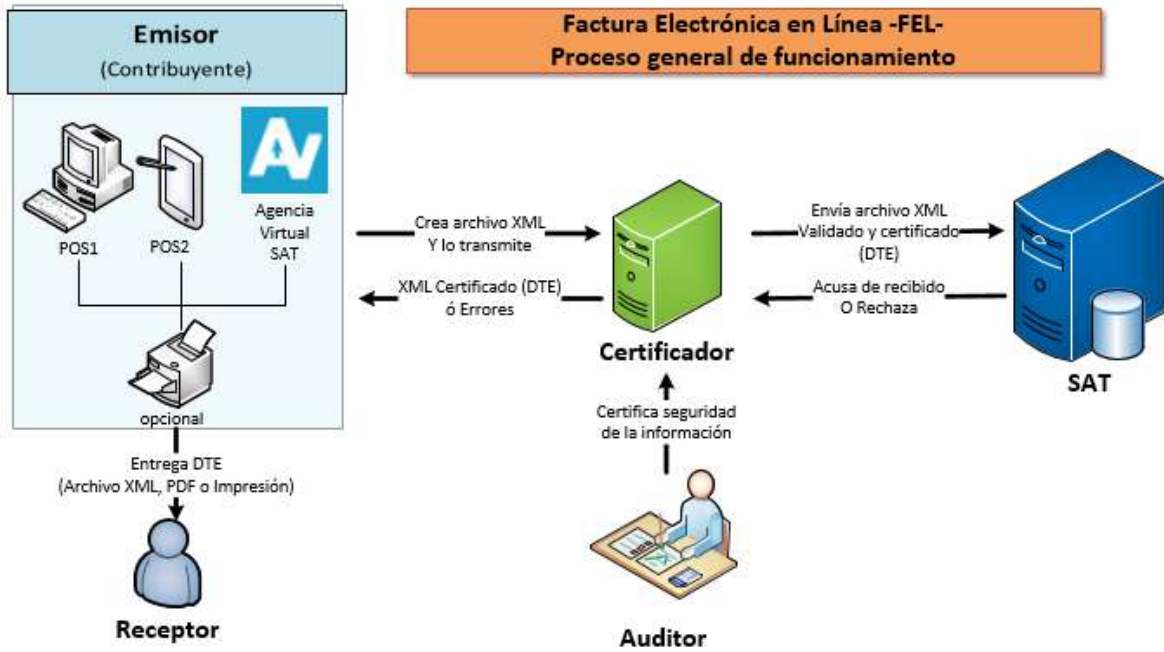 Factura Electrónica en Línea -FEL-
Proceso general de funcionamiento
Emisor
(Contribuyente)
POS1
POS2
Agencia
Virtual
SAT
opcional
Crea archivo XML
Y lo transmite
XML Certificado (DTE)
ó Errores
Certificador
Envía archivo XML
Validado y certificado
(DTE)
Acusa de recibido
O Rechaza
SAT
Certifica seguridad
de la información
Auditor
Entrega DTE
(Archivo XML, PDF o Impresión)
Receptor